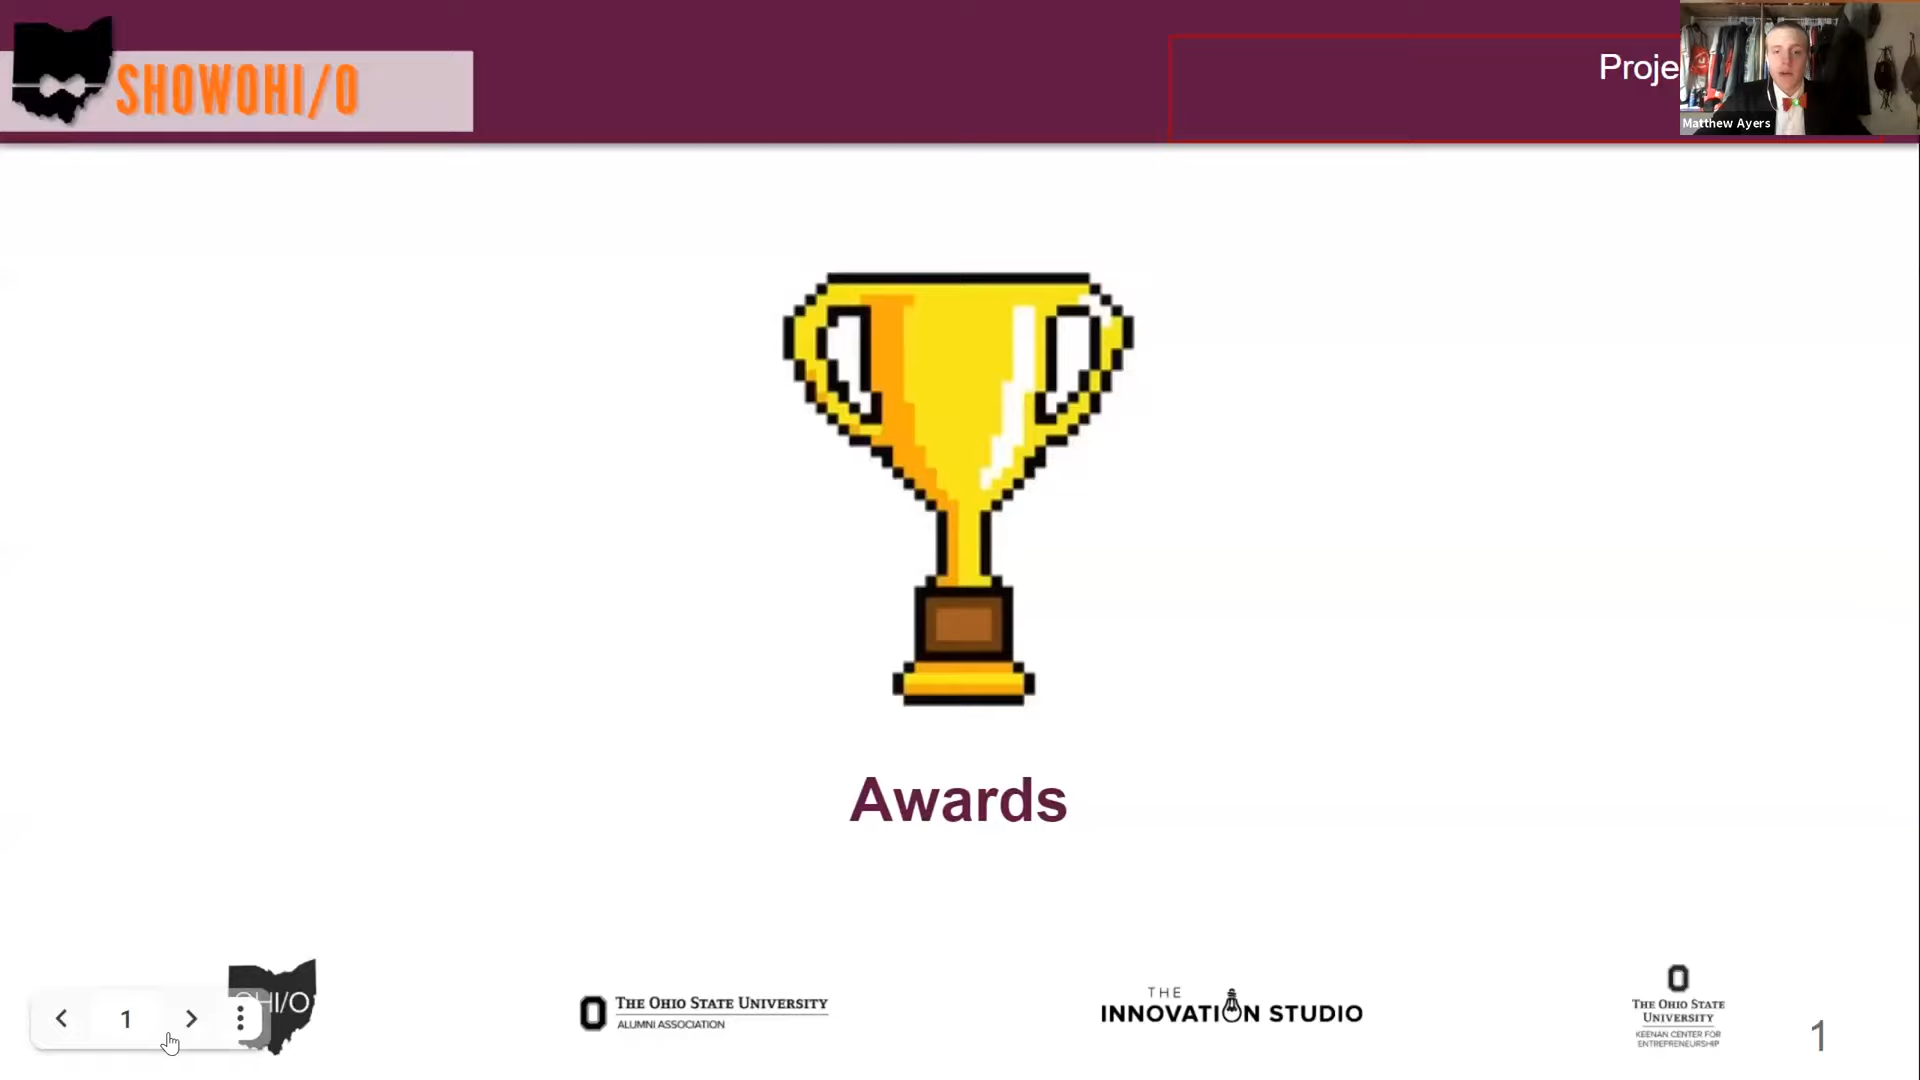 SHOWOHI/O
Proje
Matthew Ayers
Awards
HI/O
1
THE OHIO STATE UNIVERSITY
ALUMNI ASSOCIATION
THE
INNOVATION STUDIO
THE OHIO STATE
UNIVERSITY
KEENAN CENTER FOR
ENTREPRENEURSHIP
1